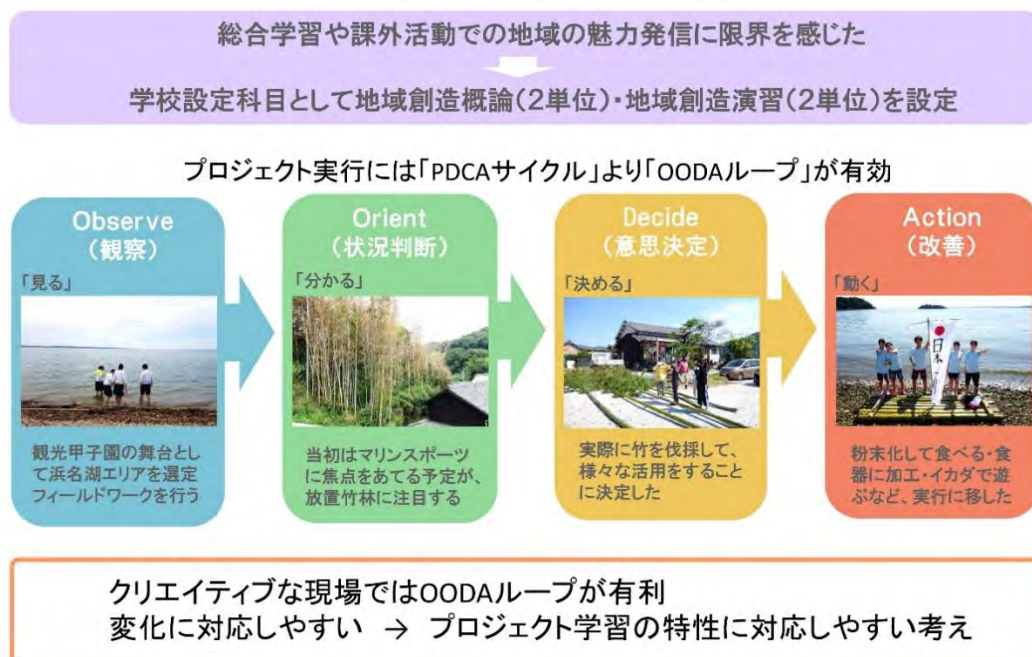 総合学習や課外活動での地域の魅力発信に限界を感じた
学校設定科目として地域創造概論(2単位)・地域創造演習(2単位)を設定
プロジェクト実行には「PDCAサイクル」より「OODAループ」が有効
Observe
(観察)
「見る」
観光甲子園の舞台とし
て浜名湖エリアを選定
フィールドワークを行う
Orient
(状況判断)
「分かる」
当初はマリンスポーツ
に焦点をあてる予定が、
放置竹林に注目する
Decide
(意思決定)
「決める」
実際に竹を伐採して、
様々な活用をすること
に決定した
Action
(改善)
「動く」
日本一
粉末化して食べる・食
器に加工・イカダで遊
ぶなど、実行に移した
クリエイティブな現場ではOODAループが有利
変化に対応しやすい → プロジェクト学習の特性に対応しやすい考え